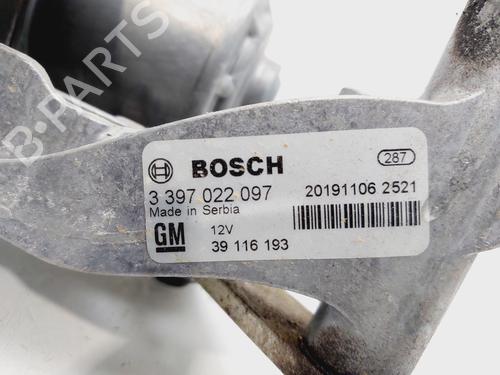 B-PARTS
BOSCH
287
3 397 022 097
20191106 2521
Made in Serbia
GM
12V
39 116 193